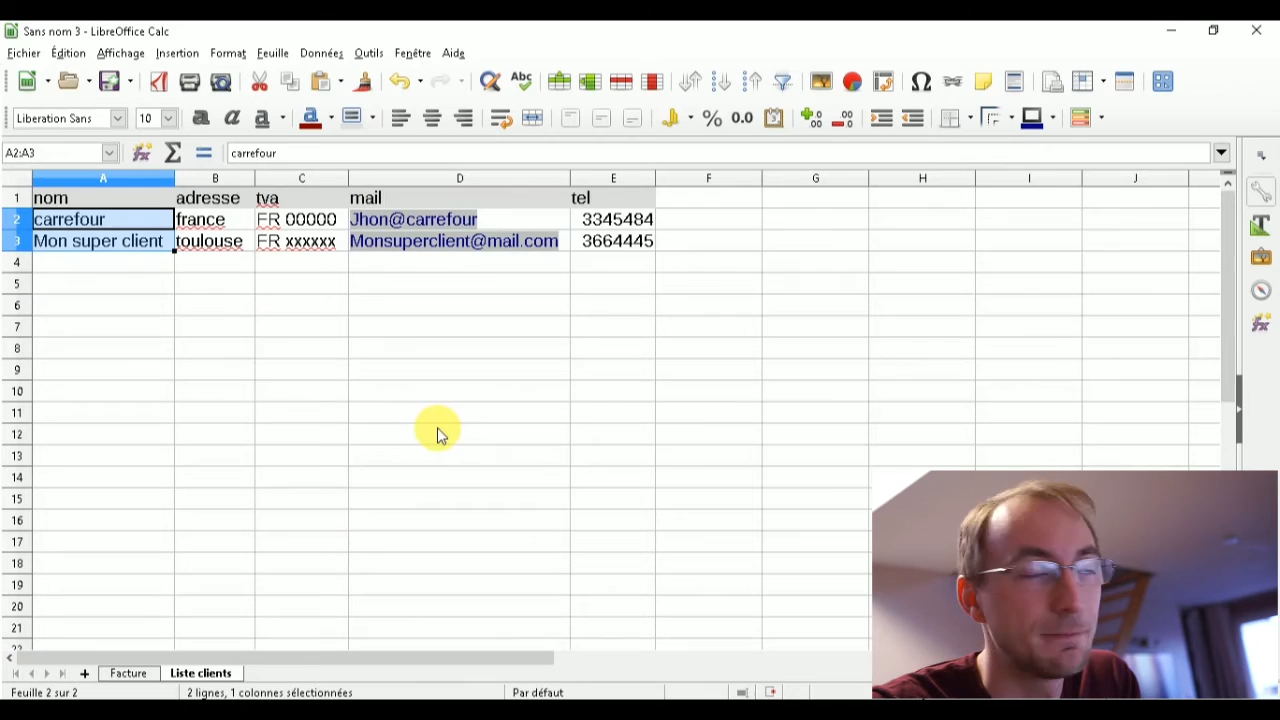 Sans nom 3 - LibreOffice Calc
Fichier Édition Affichage Insertion Format Feuille Données Outils Fenêtre Aide
Liberation Sans 10
A2:A3 carrefour
A B C D E F G H I J
1 nom adresse tva mail tel
2 carrefour france FR 00000 Jhon@carrefour 3345484
3 Mon super client toulouse FR xxxxxx Monsuperclient@mail.com 3664445
4
5
6
7
8
9
10
11
12
13
14
15
16
17
18
19
20
21
22
Facture Liste clients
Feuille 2 sur 2 2 lignes, 1 colonnes sélectionnées Par défaut